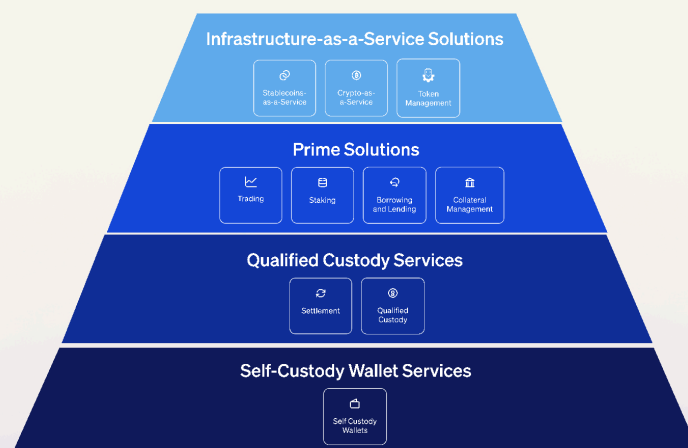 Infrastructure-as-a-Service Solutions
Stablecoins-
as-a-Service
Crypto-as-
a-Service
Token
Management
Prime Solutions
Trading
Staking
Borrowing
and Lending
Collateral
Management
Qualified Custody Services
Settlement
Qualified
Custody
Self-Custody Wallet Services
Self Custody
Wallets